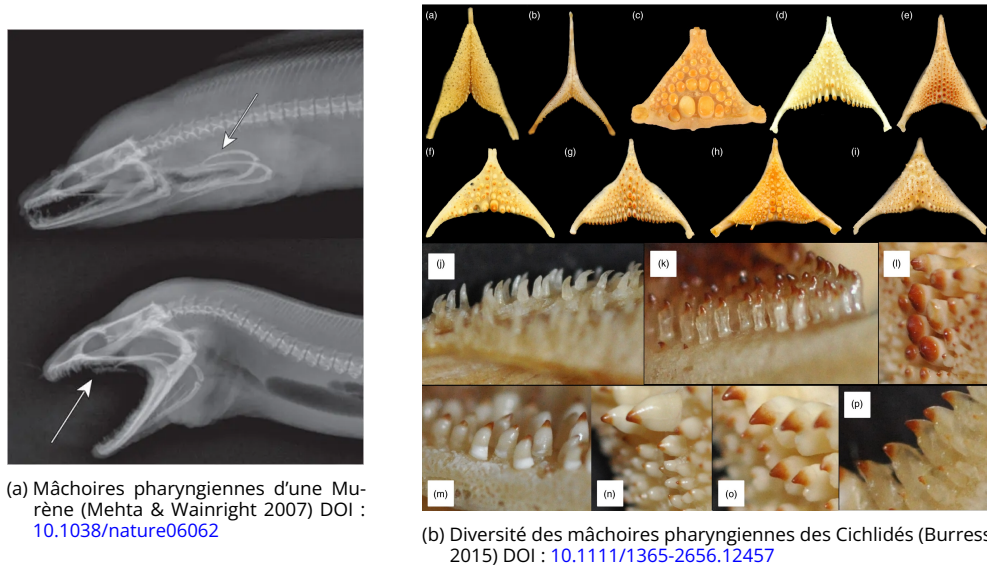 (a)
(b)
(c)
(d)
(e)
(f)
(g)
(h)
(i)
(j)
(k)
(l)
(m)
(n)
(o)
(p)
(a) Mâchoires pharyngiennes d'une Mu-
rène (Mehta & Wainright 2007) DOI :
10.1038/nature06062
(b) Diversité des mâchoires pharyngiennes des Cichlidés (Burress
2015) DOI : 10.1111/1365-2656.12457